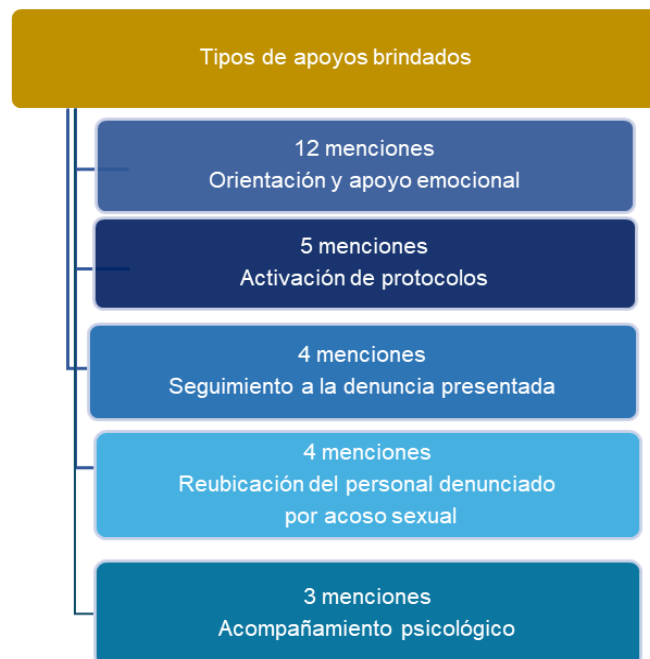 Tipos de apoyos brindados
12 menciones
Orientación y apoyo emocional
5 menciones
Activación de protocolos
4 menciones
Seguimiento a la denuncia presentada
4 menciones
Reubicación del personal denunciado
por acoso sexual
3 menciones
Acompañamiento psicológico